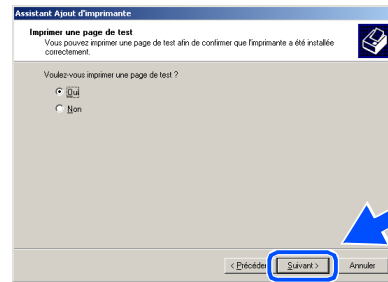 Assistant Ajout d'imprimante
Imprimer une page de test
Vous pouvez imprimer une page de test afin de confirmer que l'imprimante a été installée
correctement.
Voulez-vous imprimer une page de test ?
Oui
Non
< Précéden
Suivant >
Annuler